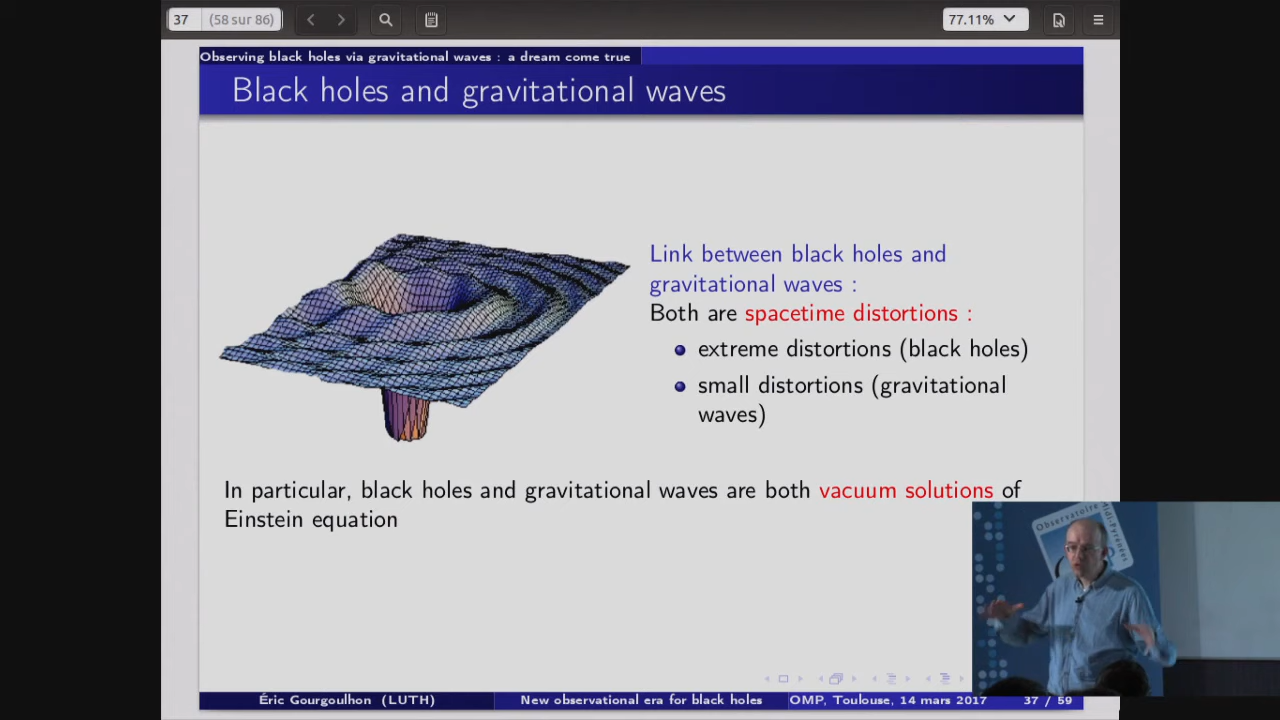 37 (58 sur 86)
77.11%
Observing black holes via gravitational waves : a dream come true
Black holes and gravitational waves
Link between black holes and
gravitational waves :
Both are spacetime distortions :
extreme distortions (black holes)
small distortions (gravitational
waves)
In particular, black holes and gravitational waves are both vacuum solutions of
Einstein equation
Observatoire
Midi-Pyrénées
Éric Gourgoulhon (LUTH)
New observational era for black holes
OMP, Toulouse, 14 mars 2017
37 / 59